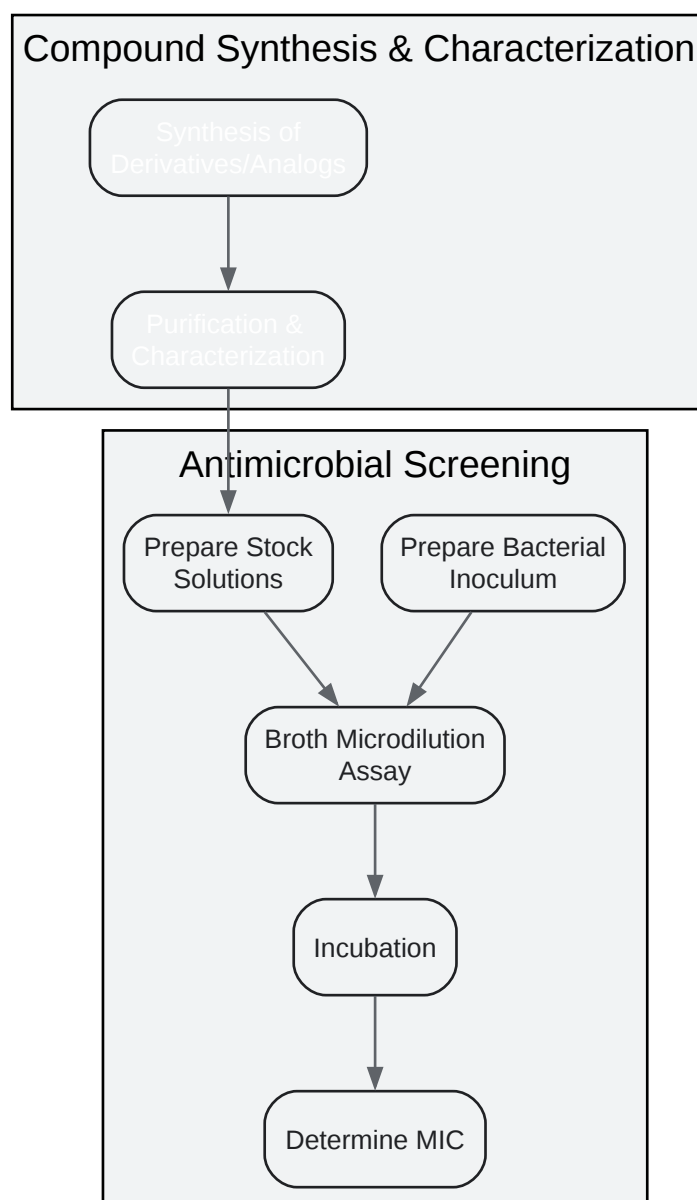 Compound Synthesis & Characterization
Synthesis of
Derivatives/Analogs
Purification &
Characterization
Antimicrobial Screening
Prepare Stock
Solutions
Prepare Bacterial
Inoculum
Broth Microdilution
Assay
Incubation
Determine MIC